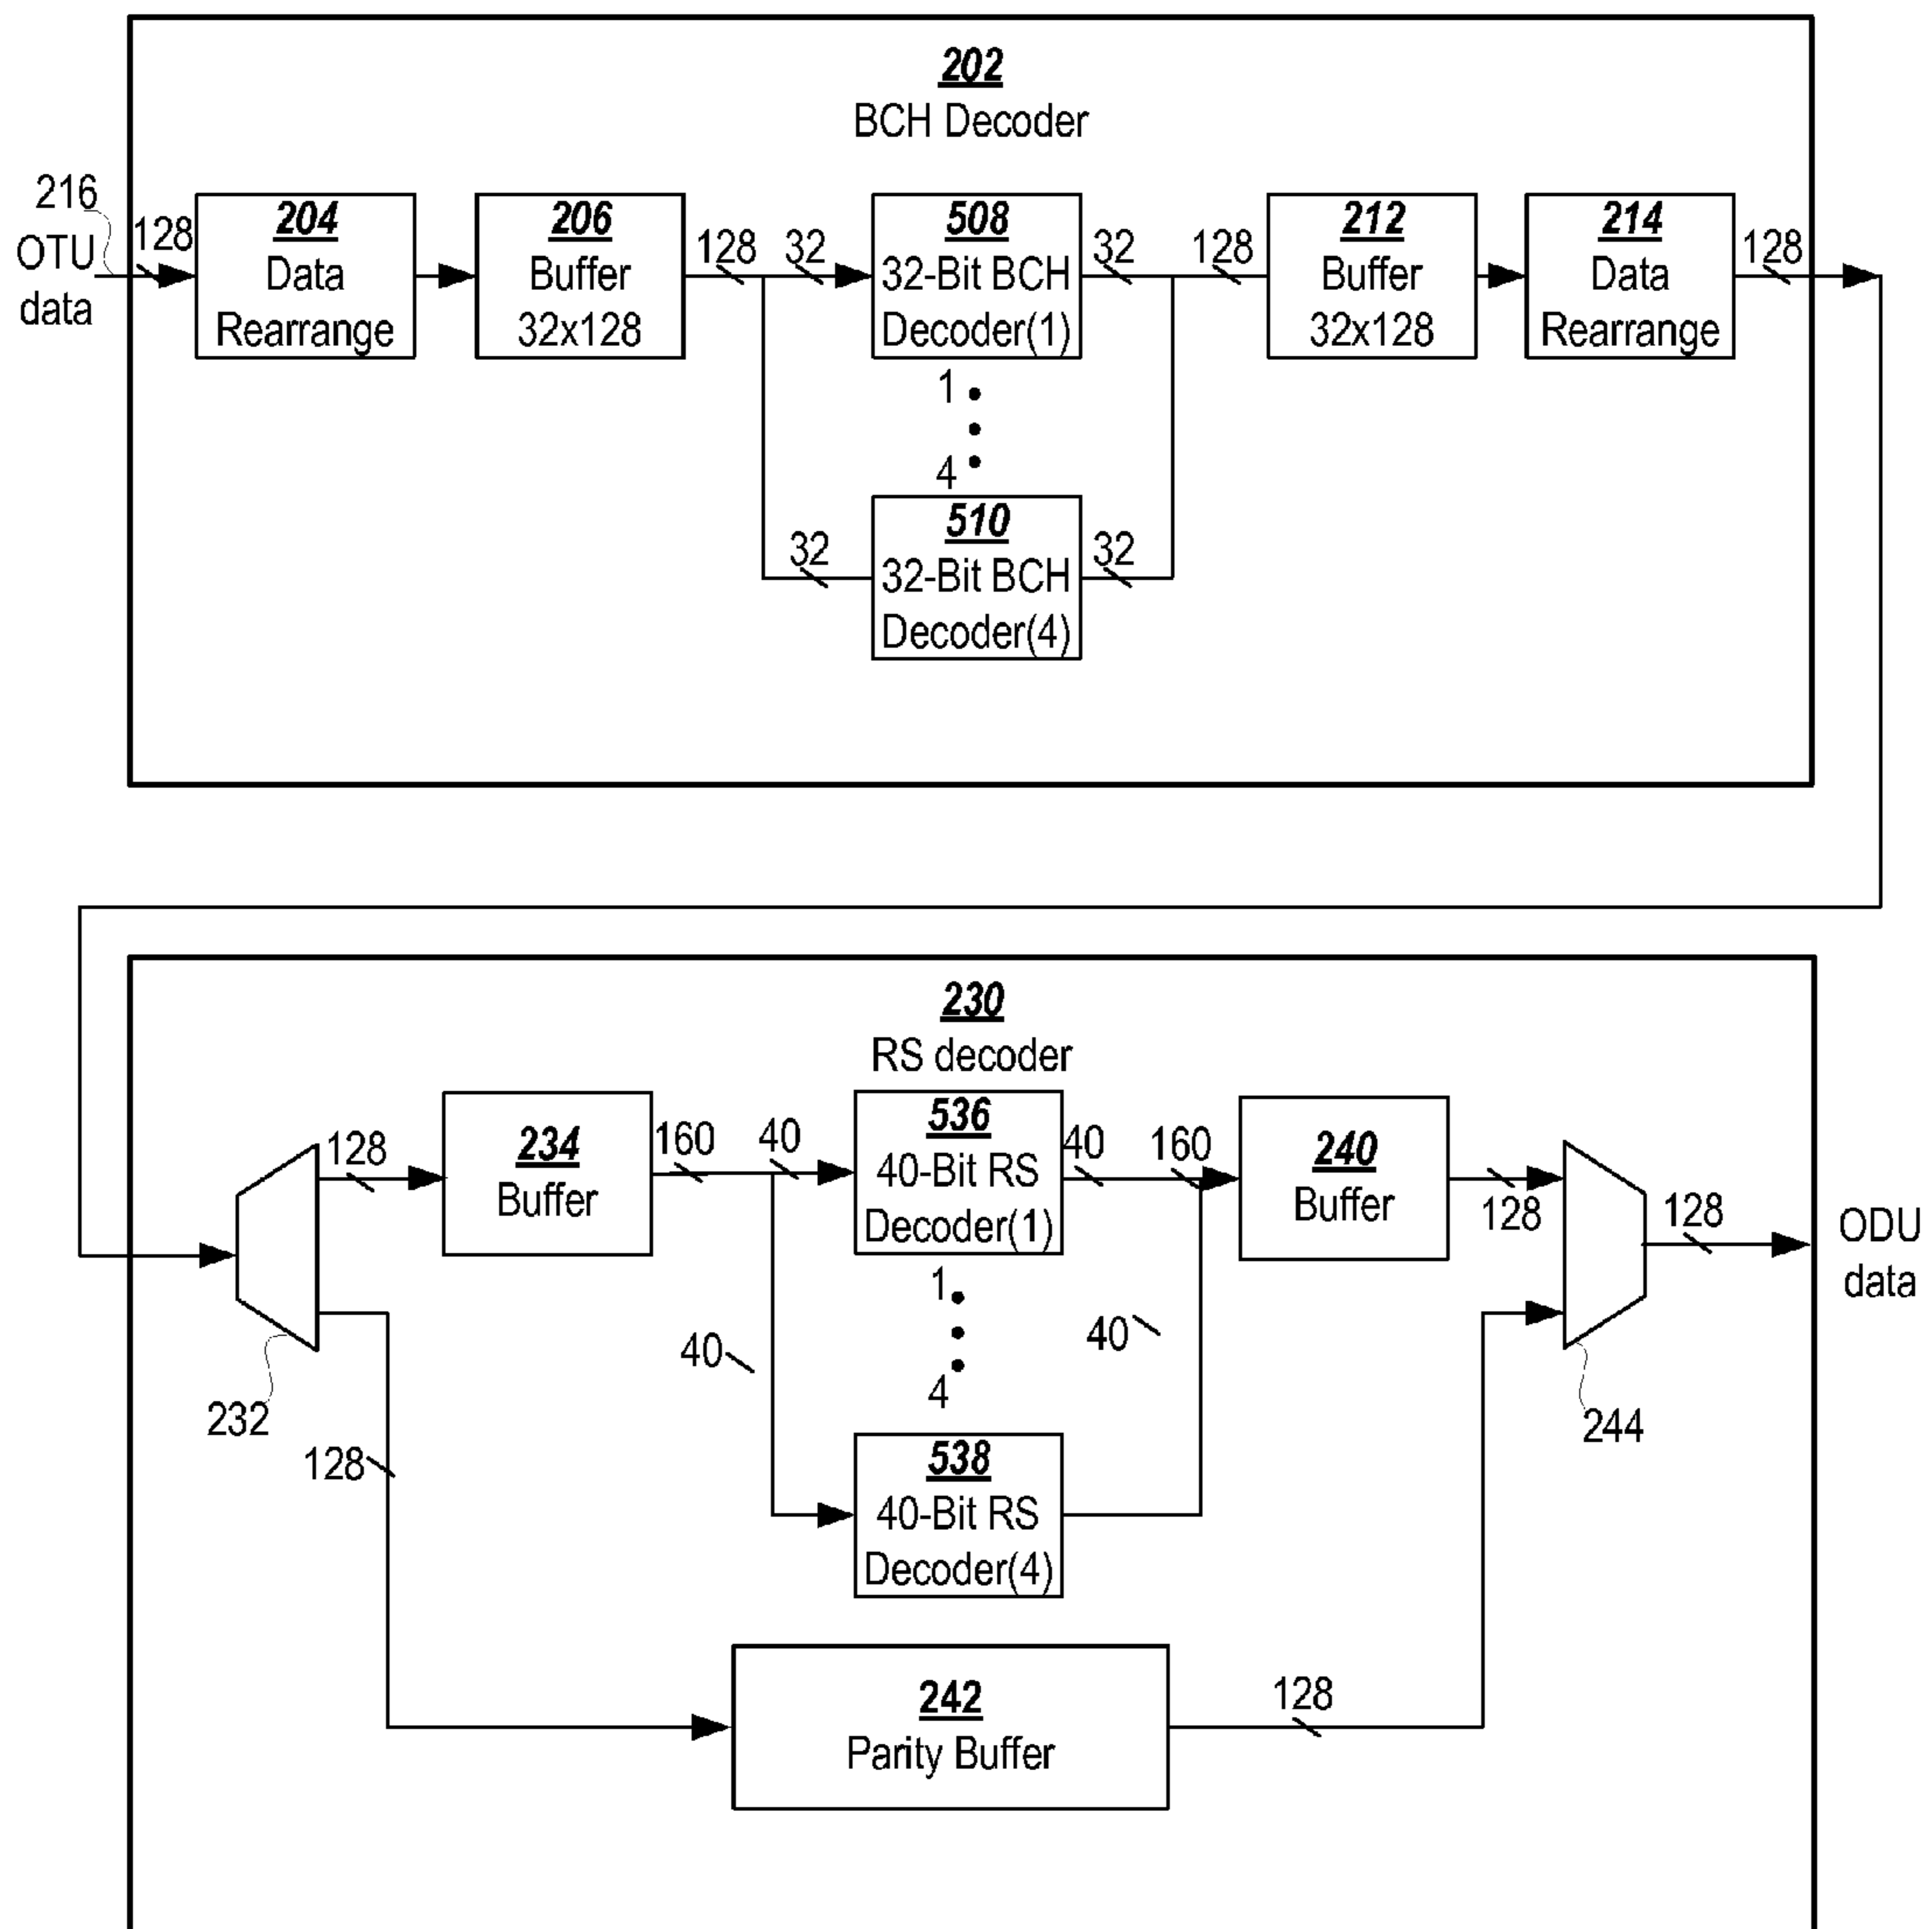 202
BCH Decoder
216
OTU
data
128
204
Data
Rearrange
206
Buffer
32x128
128
32
508
32-Bit BCH
Decoder(1)
32
128
212
Buffer
32x128
214
Data
Rearrange
128
1
4
32
510
32-Bit BCH
Decoder(4)
32
230
RS decoder
128
234
Buffer
160
40
536
40-Bit RS
Decoder(1)
40
160
240
Buffer
128
128
ODU
data
232
128
40
1
4
40
244
538
40-Bit RS
Decoder(4)
242
Parity Buffer
128